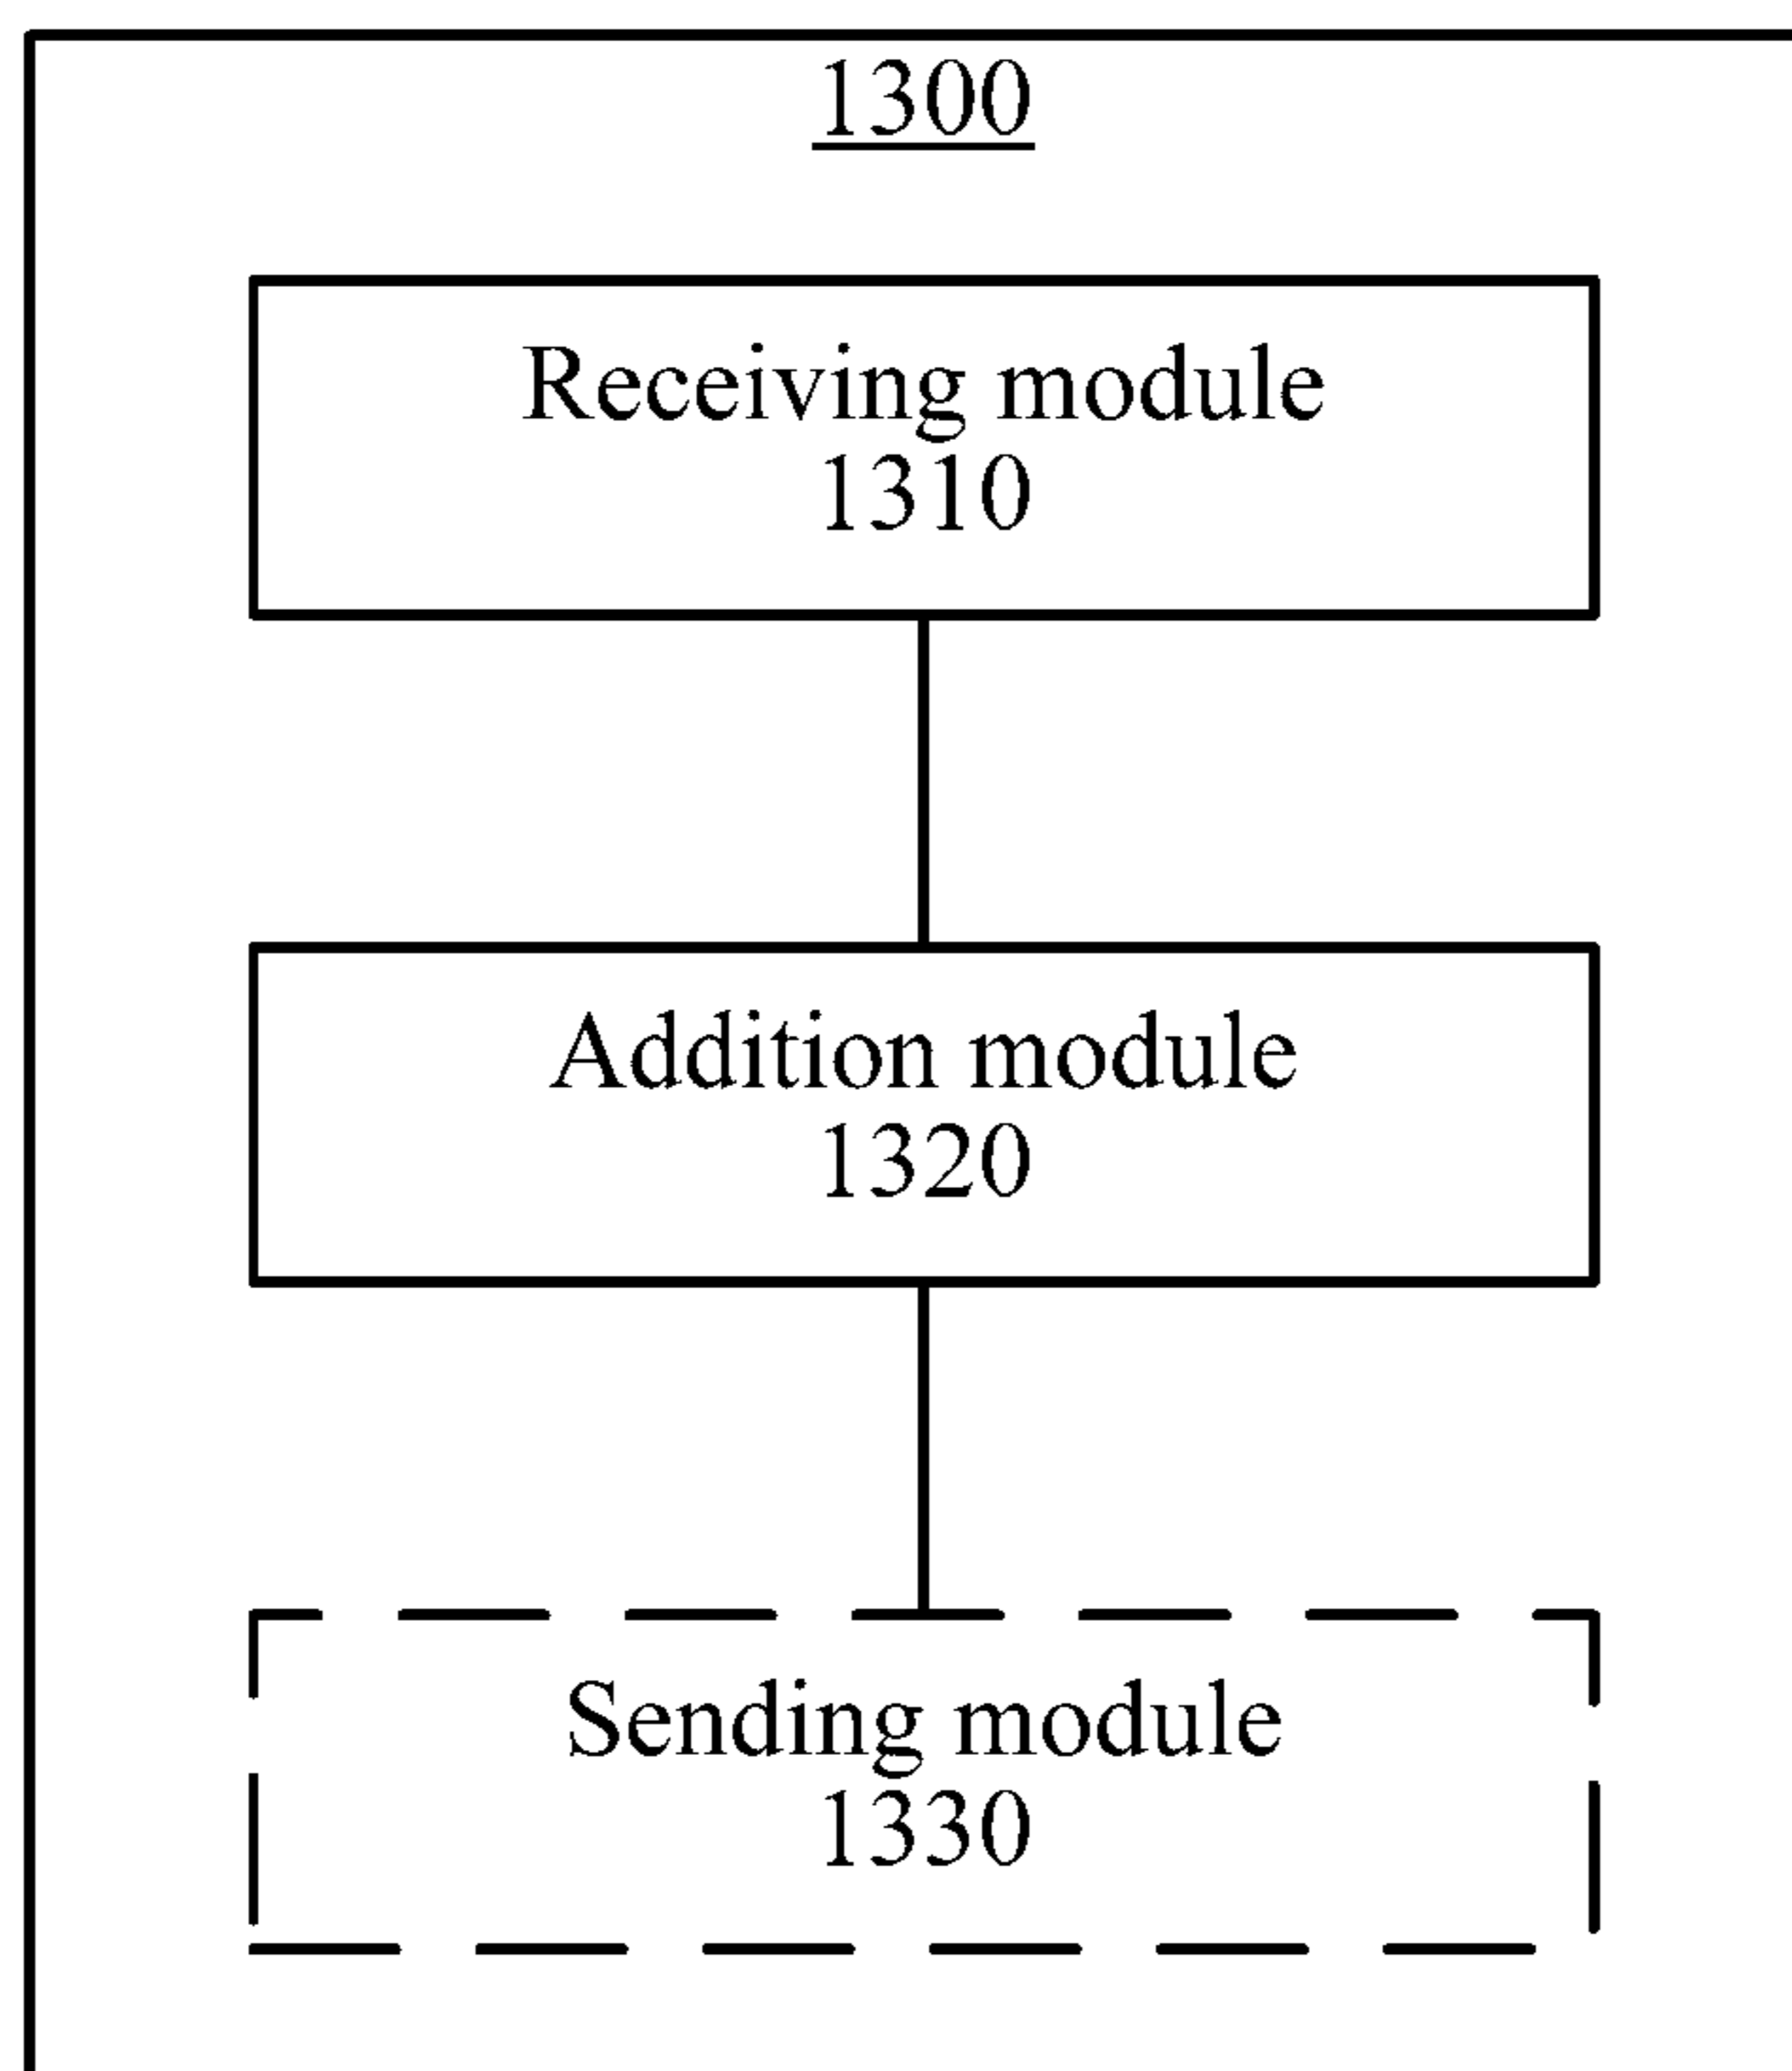 1300
Receiving module
1310
Addition module
1320
Sending module
1330